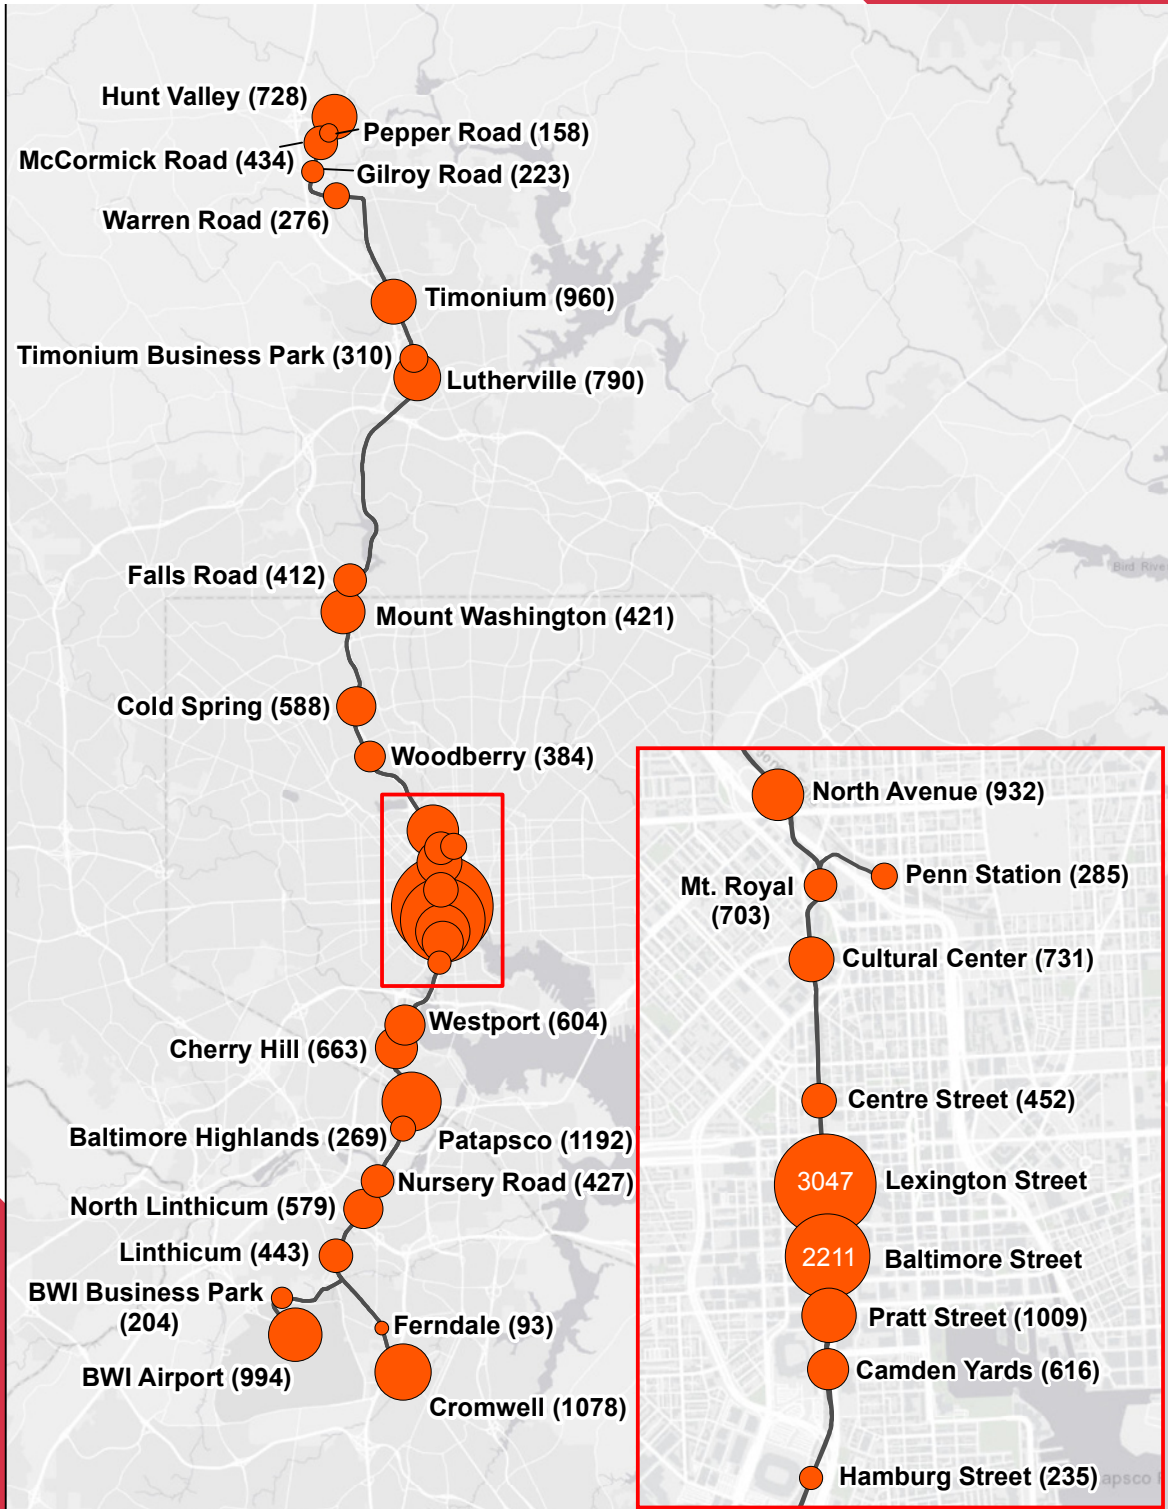 Hunt Valley (728)
Pepper Road (158)
McCormick Road (434)
Gilroy Road (223)
Warren Road (276)
Timonium (960)
Timonium Business Park (310)
Lutherville (790)
Falls Road (412)
Mount Washington (421)
Cold Spring (588)
Woodberry (384)
Westport (604)
Cherry Hill (663)
Baltimore Highlands (269)
Patapsco (1192)
Nursery Road (427)
North Linthicum (579)
Linthicum (443)
BWI Business Park
(204)
Ferndale (93)
BWI Airport (994)
Cromwell (1078)
North Avenue (932)
Penn Station (285)
Mt. Royal
(703)
Cultural Center (731)
Centre Street (452)
3047
Lexington Street
2211
Baltimore Street
Pratt Street (1009)
Camden Yards (616)
Hamburg Street (235)
Bird River